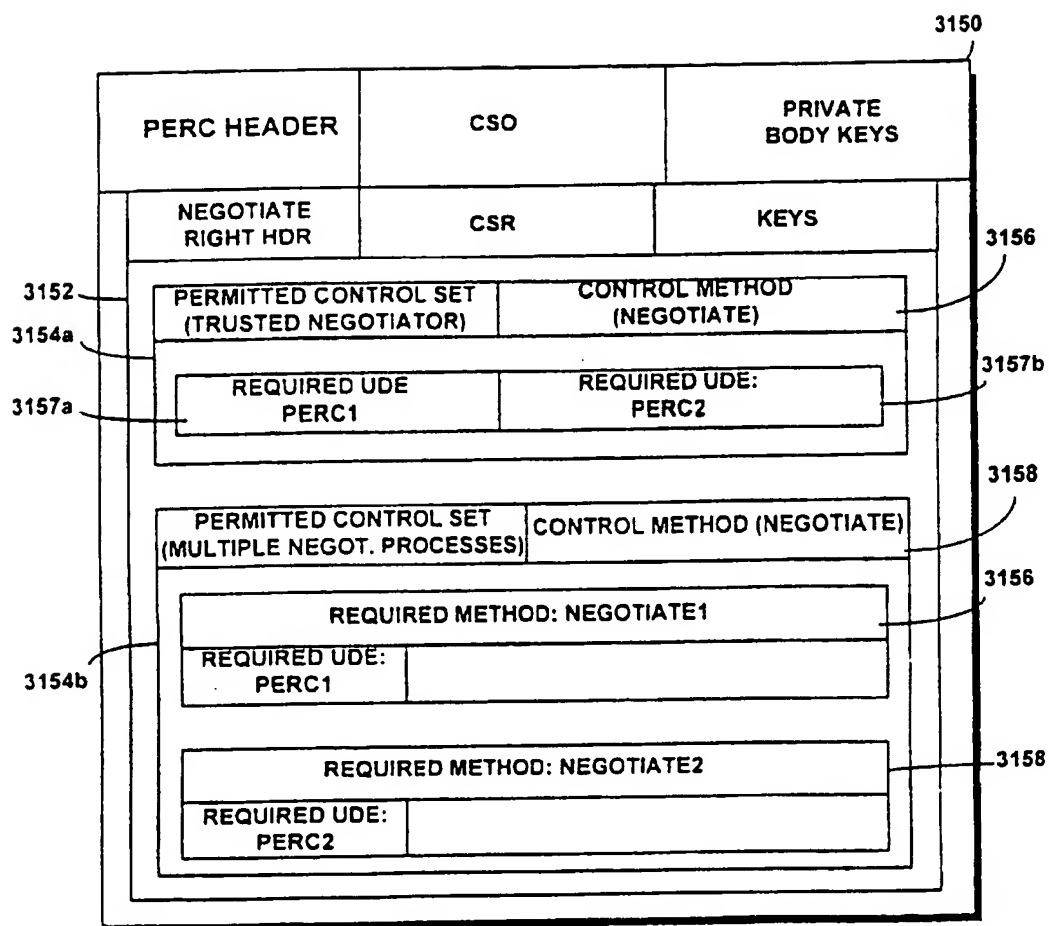 3150
PERC HEADER
CSO
PRIVATE
BODY KEYS
NEGOTIATE
RIGHT HDR
CSR
KEYS
3156
3152
PERMITTED CONTROL SET
(TRUSTED NEGOTIATOR)
CONTROL METHOD
(NEGOTIATE)
3154a
3157b
REQUIRED UDE
PERC1
REQUIRED UDE:
PERC2
3157a
3158
PERMITTED CONTROL SET
(MULTIPLE NEGOT. PROCESSES)
CONTROL METHOD (NEGOTIATE)
3156
REQUIRED METHOD: NEGOTIATE1
REQUIRED UDE:
PERC1
3154b
REQUIRED METHOD: NEGOTIATE2
3158
REQUIRED UDE:
PERC2